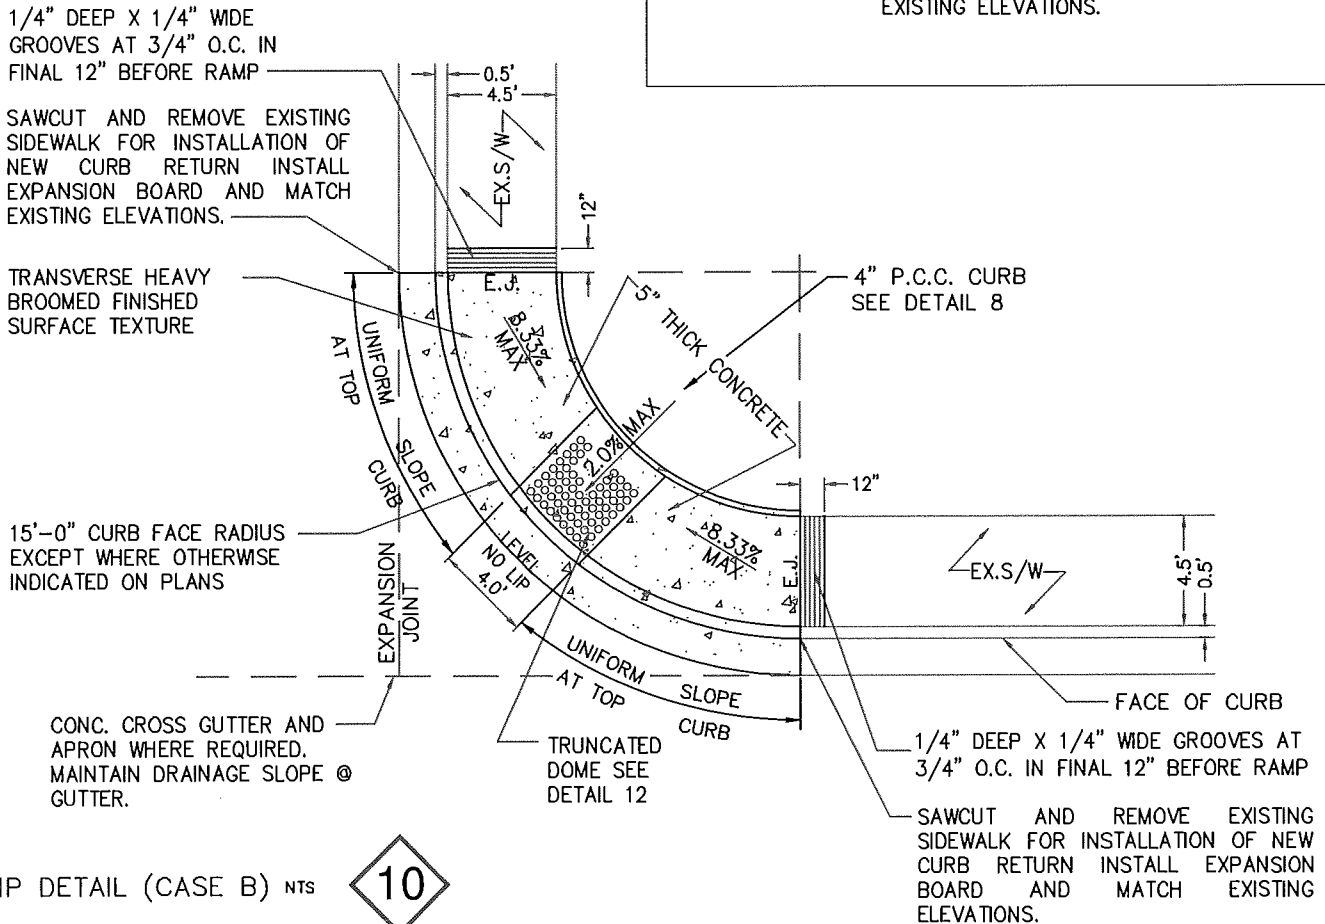 EXISTING ELEVATIONS.
1/4" DEEP X 1/4" WIDE
GROOVES AT 3/4" O.C. IN
FINAL 12" BEFORE RAMP
SAWCUT AND REMOVE EXISTING
SIDEWALK FOR INSTALLATION OF
NEW CURB RETURN INSTALL
EXPANSION BOARD AND MATCH
EXISTING ELEVATIONS.
TRANSVERSE HEAVY
BROOMED FINISHED
SURFACE TEXTURE
15'-0" CURB FACE RADIUS
EXCEPT WHERE OTHERWISE
INDICATED ON PLANS
CONC. CROSS GUTTER AND
APRON WHERE REQUIRED.
MAINTAIN DRAINAGE SLOPE @
GUTTER.
0.5'
4.5'
EX.S/W
12"
E.J.
8.33%
MAX
5" THICK CONCRETE
4" P.C.C. CURB
SEE DETAIL 8
2.0% MAX
UNIFORM SLOPE
AT TOP CURB
LEVEL
NO LIP
4.0'
8.33%
MAX
E.J.
12"
EX.S/W
4.5'
0.5'
EXPANSION
JOINT
UNIFORM SLOPE
AT TOP CURB
TRUNCATED
DOME SEE
DETAIL 12
FACE OF CURB
1/4" DEEP X 1/4" WIDE GROOVES AT
3/4" O.C. IN FINAL 12" BEFORE RAMP
SAWCUT AND REMOVE EXISTING
SIDEWALK FOR INSTALLATION OF NEW
CURB RETURN INSTALL EXPANSION
BOARD AND MATCH EXISTING
ELEVATIONS.
DETAIL (CASE B) NTS
10